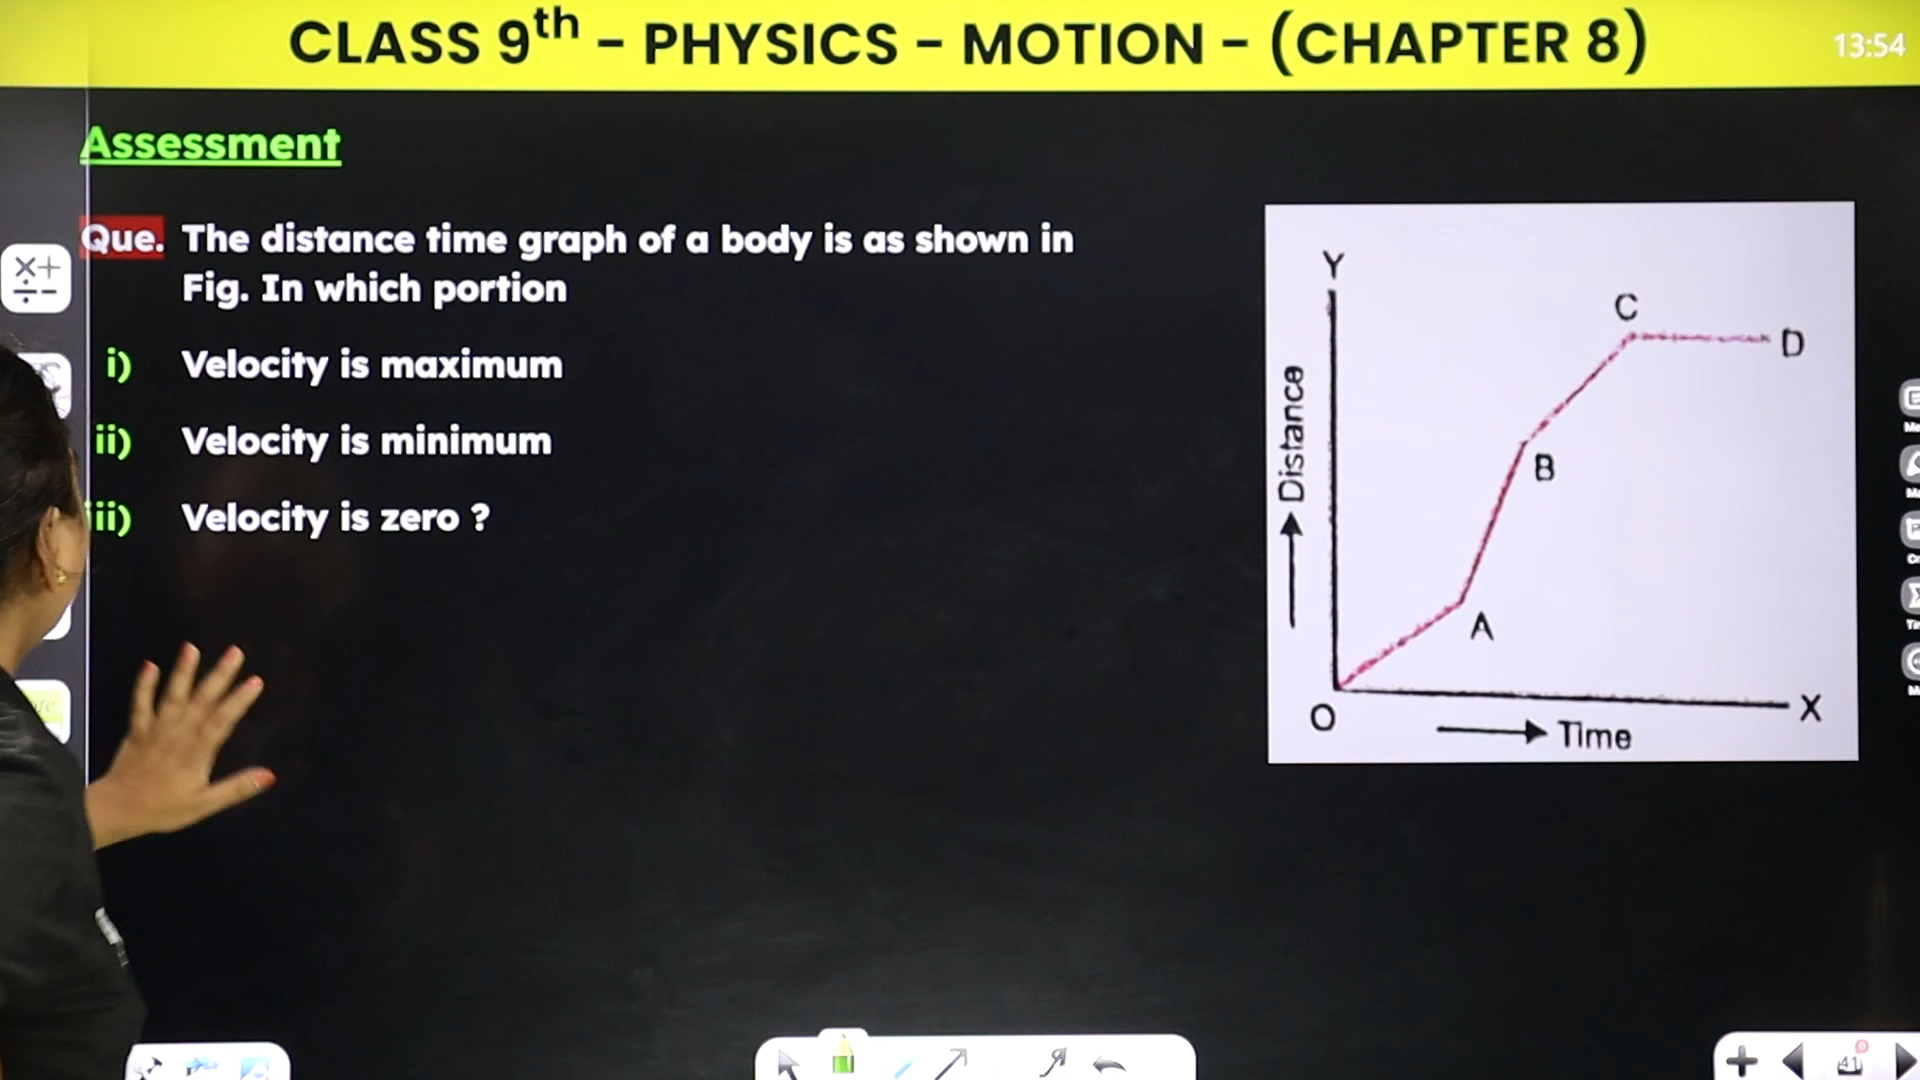 CLASS 9th - PHYSICS - MOTION - (CHAPTER 8)
13:54
Assessment
Que. The distance time graph of a body is as shown in
Fig. In which portion
i) Velocity is maximum
ii) Velocity is minimum
iii) Velocity is zero ?
Y
C
D
Distance
B
A
O
X
Time
41